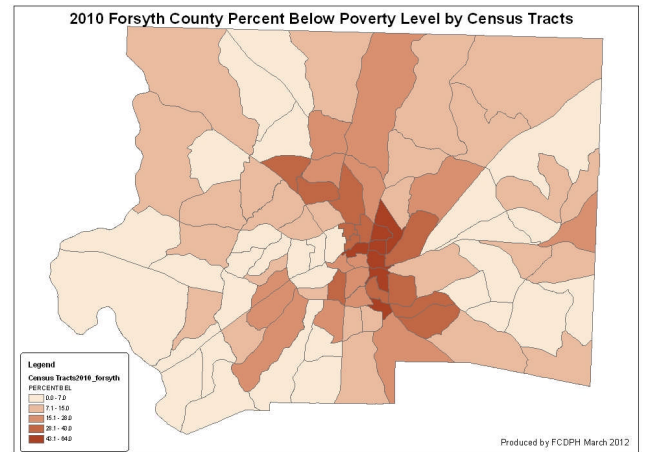 2010 Forsyth County Percent Below Poverty Level by Census Tracts
Legend
Census Tracts2010_forsyth
PERCENTBEL
0.0 - 7.0
7.1 - 15.0
15.1 - 28.0
28.1 - 43.0
43.1 - 64.0
Produced by FCDPH March 2012